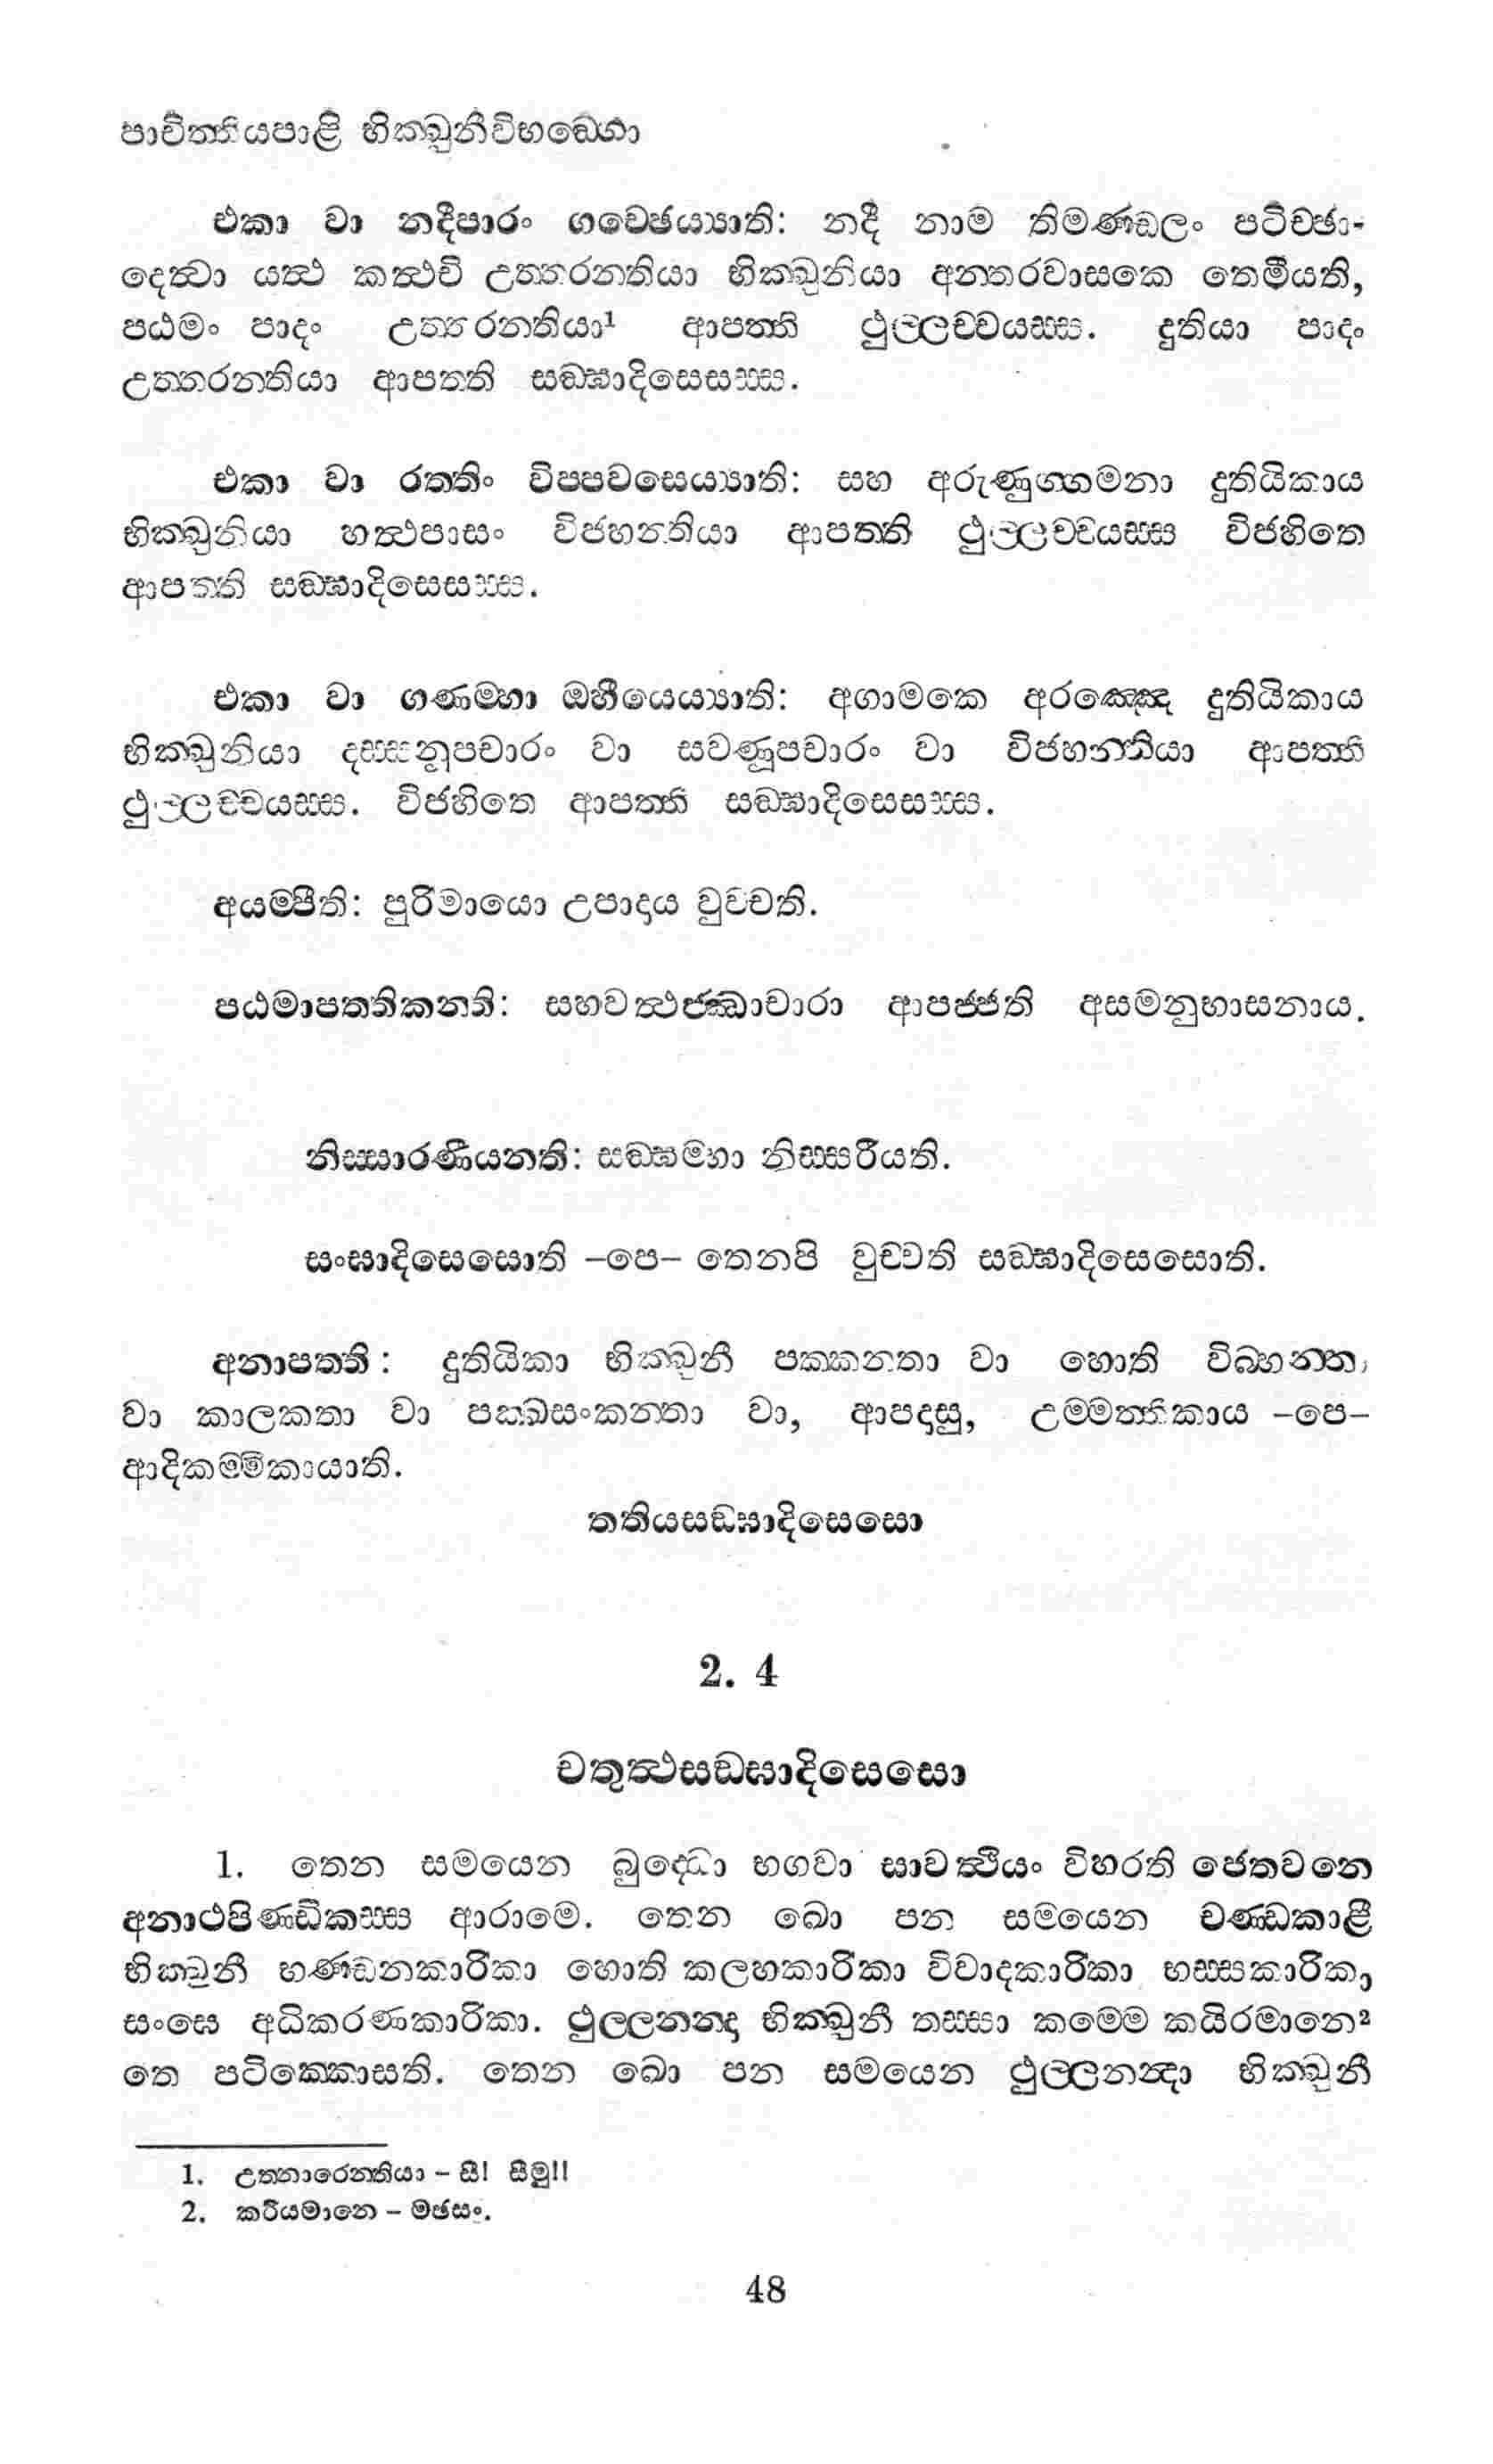 පාචිත්තියපාළි භික්ඛුනීවිභඞ්ගො
එකා වා නදීපාරං ගච්ඡෙය්‍යාති: නදී නාම තිමණ්ඩලං පටිච්ඡා-
දෙත්‍වා යත්‍ථ කත්‍ථචි උත්තරන්තියා භික්ඛුනියා අන්තරවාසකො තෙමීයති,
පඨමං පාදං උත්තරන්තියා¹ ආපත්ති ථුල්ලච්චයස්ස. දුතියා පාදං
උත්තරන්තියා ආපත්ති සඞ්ඝාදිසෙසස්ස.
එකා වා රත්තිං විප්පවසෙය්‍යාති: සහ අරුණුග්ගමනා දුතියිකාය
භික්ඛුනියා හත්‍ථපාසං විජහන්තියා ආපත්ති ථුල්ලච්චයස්ස විජහිතෙ
ආපත්ති සඞ්ඝාදිසෙසස්ස.
එකා වා ගණම්හා ඔහීයෙය්‍යාති: අගාමකෙ අරඤ්ඤෙ දුතියිකාය
භික්ඛුනියා දස්සනූපචාරං වා සවණූපචාරං වා විජහන්තියා ආපත්ති
ථුල්ලච්චයස්ස. විජහිතෙ ආපත්ති සඞ්ඝාදිසෙසස්ස.
අයම්පීති: පුරිමායො උපාදාය වුච්චති.
පඨමාපත්තිකන්ති: සහවත්‍ථජ්ඣාචාරා ආපජ්ජති අසමනුභාසනාය.
නිස්සාරණීයන්ති: සඞ්ඝම්හා නිස්සරීයති.
සංඝාදිසෙසොති –පෙ– තෙනපි වුච්චති සඞ්ඝාදිසෙසොති.
අනාපත්ති: දුතියිකා භික්ඛුනී පක්කන්තා වා හොති විබ්භන්තා
වා කාලකතා වා පක්ඛසංකන්තා වා, ආපදාසු, උම්මත්තිකාය –පෙ–
ආදිකම්මිකායාති.
තතියසඞ්ඝාදිසෙසො
2. 4
චතුත්‍ථසඞ්ඝාදිසෙසො
1. තෙන සමයෙන බුද්ධො භගවා සාවත්‍ථියං විහරති ජෙතවනෙ
අනාථපිණ්ඩිකස්ස ආරාමෙ. තෙන ඛො පන සමයෙන චණ්ඩකාළී
භික්ඛුනී භණ්ඩනකාරිකා හොති කලහකාරිකා විවාදකාරිකා භස්සකාරිකා,
සංඝෙ අධිකරණකාරිකා. ථුල්ලනන්දා භික්ඛුනී තස්සා කම්මෙ කයිරමානෙ²
තෙ පටික්කොසති. තෙන ඛො පන සමයෙන ථුල්ලනන්‍දා භික්ඛුනී
1. උත්තාරෙන්තියා – සී! සීමු!!
2. කරීයමානෙ – මඡසං.
48